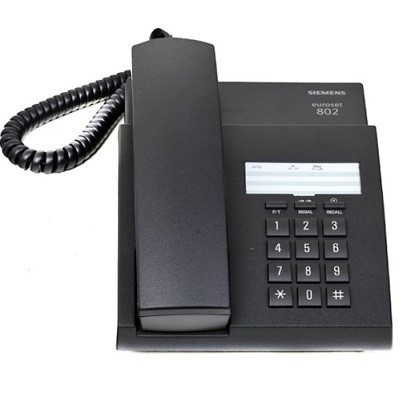 SIEMENS
euroset
802
P/T REDIAL RECALL
1 2 3
4 5 6
7 8 9
* 0 #